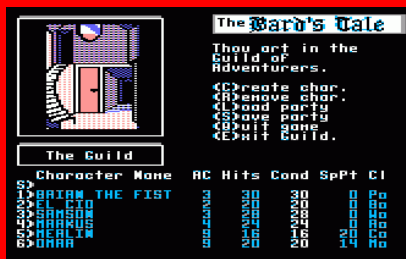 The Bard's Tale
Thou art in the
Guild of
Adventurers.
<C>reate char.
<R>emove char.
<L>oad party
<S>ave party
<Q>uit game
<E>xit Guild.
The Guild
Character Name AC Hits Cond SpPt Cl
S>
1>BRIAN THE FIST 3 30 30 0 Pa
2>EL CID 2 20 20 0 Ba
3>SAMSON 3 28 28 0 Wa
4>MARKUS 4 24 24 0 Ro
5>MERLIN 9 16 16 20 Co
6>OMAR 9 20 20 14 Ma